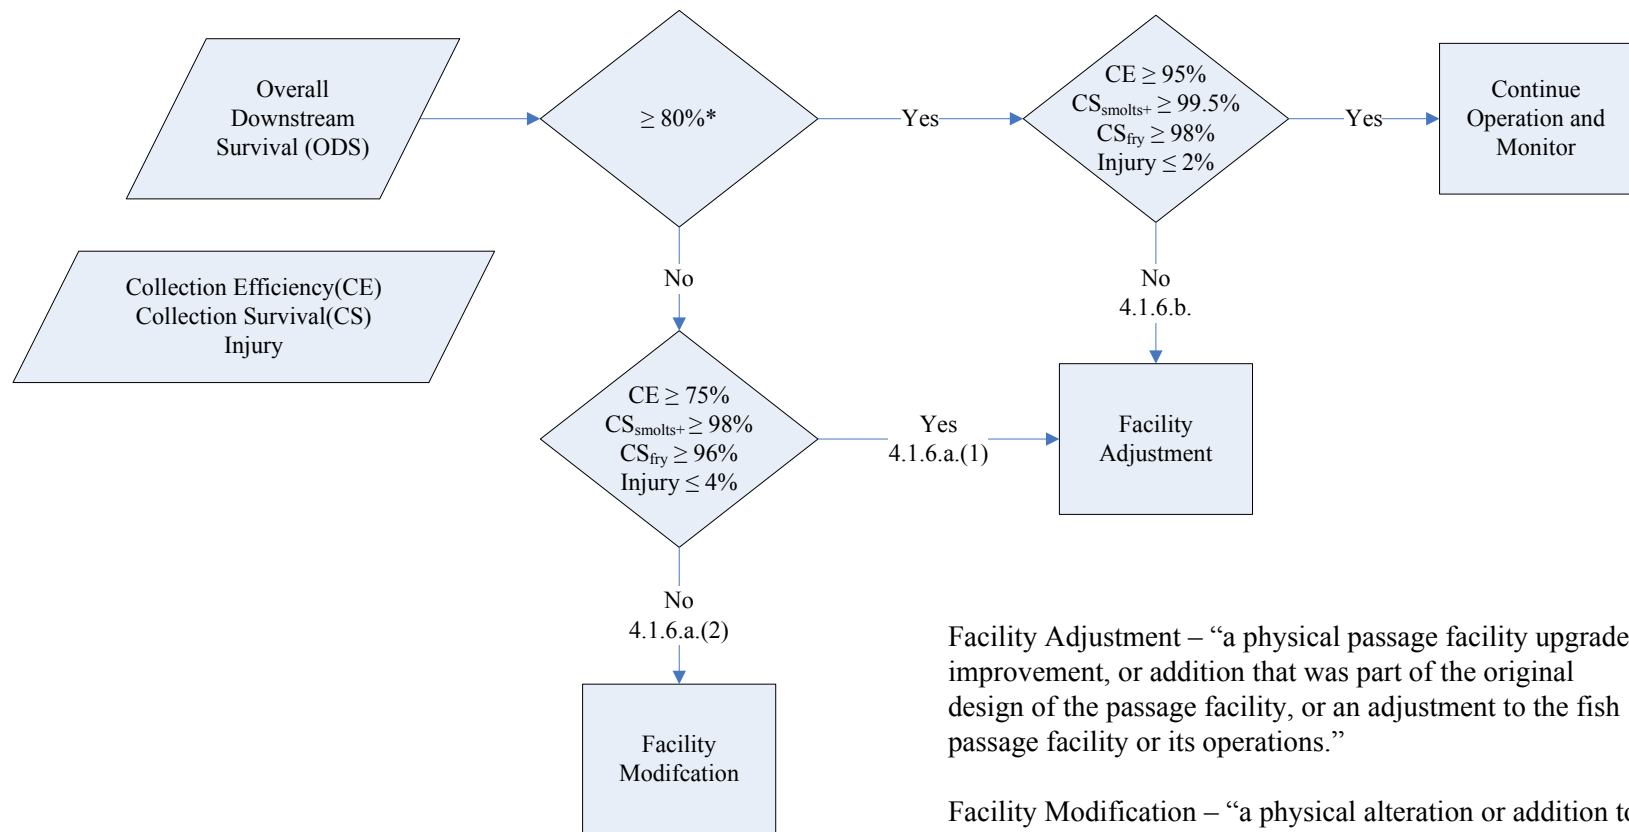 Overall
Downstream
Survival (ODS)
≥ 80%*
Yes
CE ≥ 95%
CSsmolts+ ≥ 99.5%
CSfry ≥ 98%
Injury ≤ 2%
Yes
Continue
Operation and
Monitor
Collection Efficiency(CE)
Collection Survival(CS)
Injury
No
No
4.1.6.b.
CE ≥ 75%
CSsmolts+ ≥ 98%
CSfry ≥ 96%
Injury ≤ 4%
Yes
4.1.6.a.(1)
Facility
Adjustment
No
4.1.6.a.(2)
Facility
Modifcation
Facility Adjustment – “a physical passage facility upgrade
improvement, or addition that was part of the original
design of the passage facility, or an adjustment to the fish
passage facility or its operations.”
Facility Modification – “a physical alteration or addition to